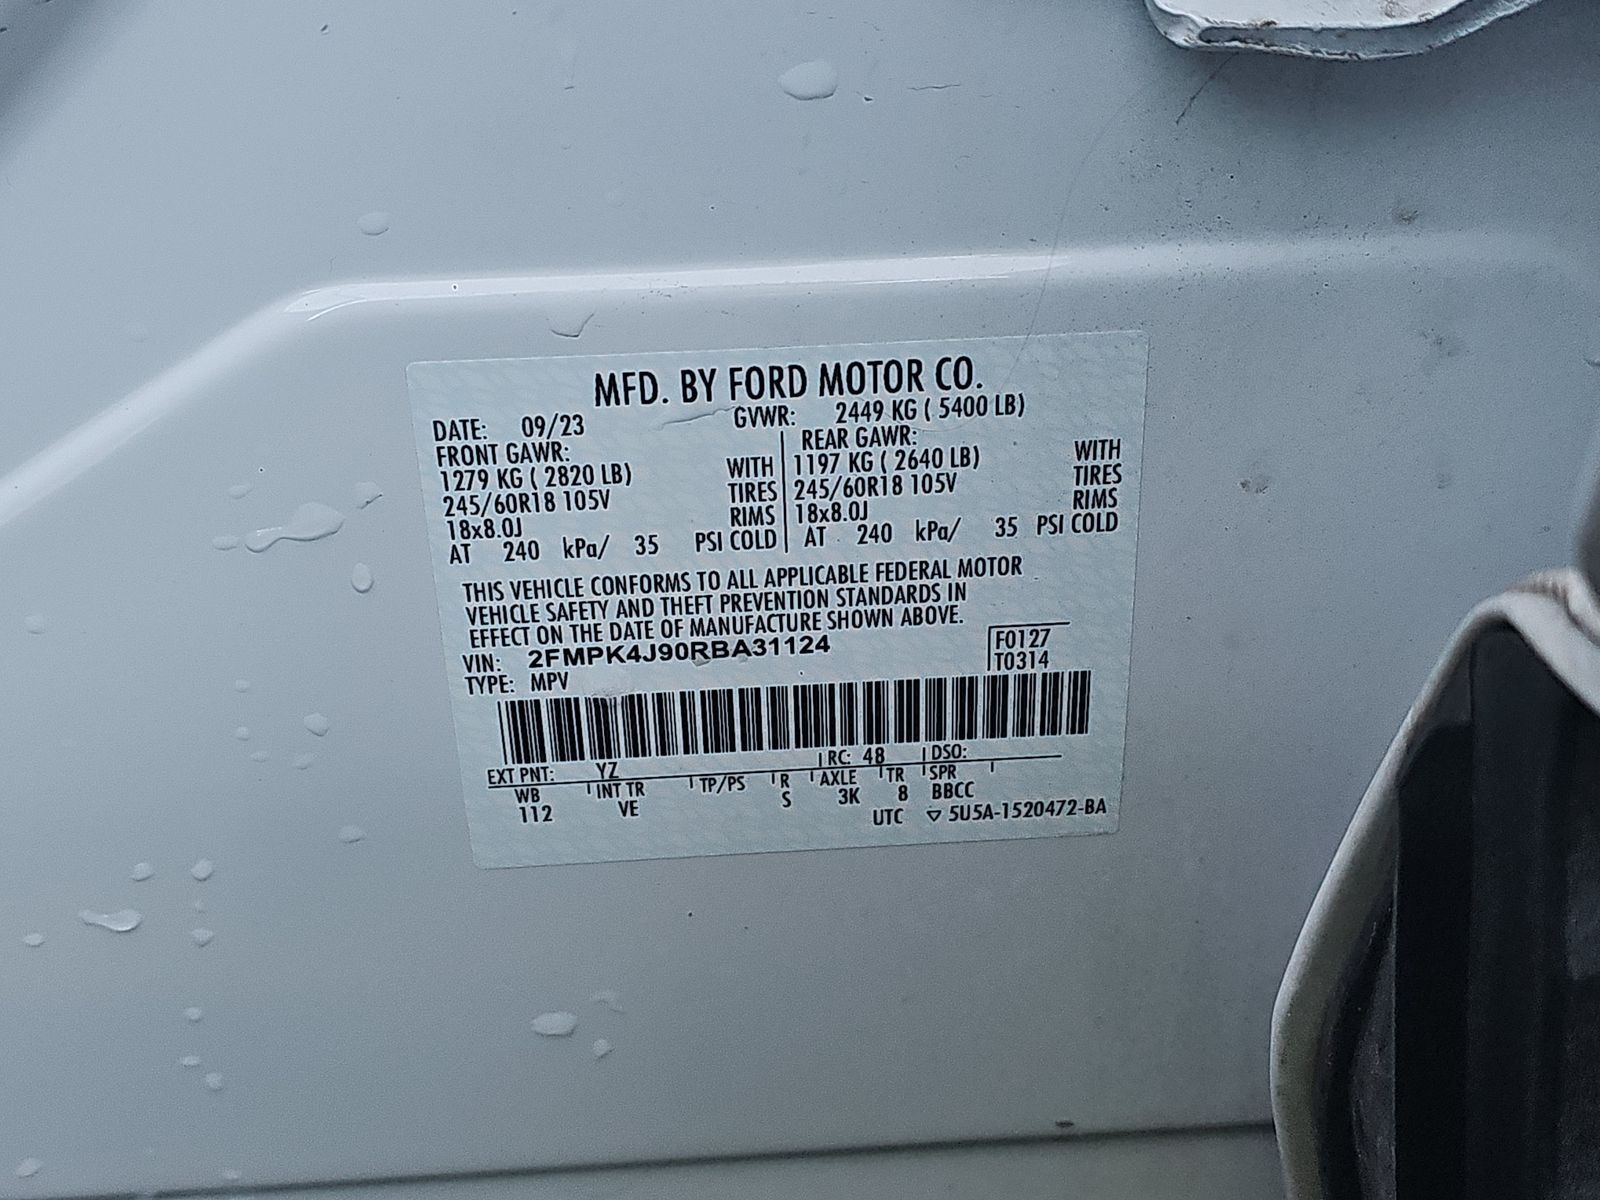 MFD. BY FORD MOTOR CO.
DATE: 09/23 GVWR: 2449 KG ( 5400 LB)
FRONT GAWR: REAR GAWR:
1279 KG ( 2820 LB) WITH 1197 KG ( 2640 LB) WITH
245/60R18 105V TIRES 245/60R18 105V TIRES
18x8.0J RIMS 18x8.0J RIMS
AT 240 kPa/ 35 PSI COLD AT 240 kPa/ 35 PSI COLD
THIS VEHICLE CONFORMS TO ALL APPLICABLE FEDERAL MOTOR
VEHICLE SAFETY AND THEFT PREVENTION STANDARDS IN
EFFECT ON THE DATE OF MANUFACTURE SHOWN ABOVE.
VIN: 2FMPK4J90RBA31124 F0127
TYPE: MPV T0314
EXT PNT: YZ RC: 48 DSO:
WB INT TR TP/PS R AXLE TR SPR
112 VE S 3K 8 BBCC
UTC ▽ 5U5A-1520472-BA